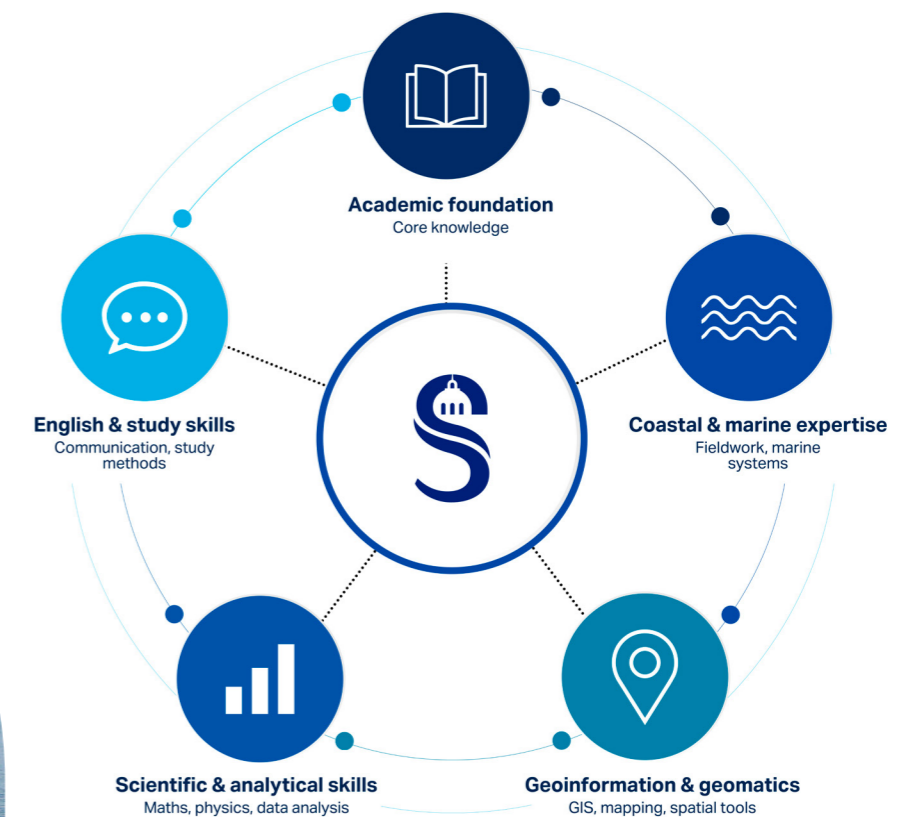 Academic foundation
Core knowledge
English & study skills
Communication, study
methods
Coastal & marine expertise
Fieldwork, marine
systems
Scientific & analytical skills
Maths, physics, data analysis
Geoinformation & geomatics
GIS, mapping, spatial tools